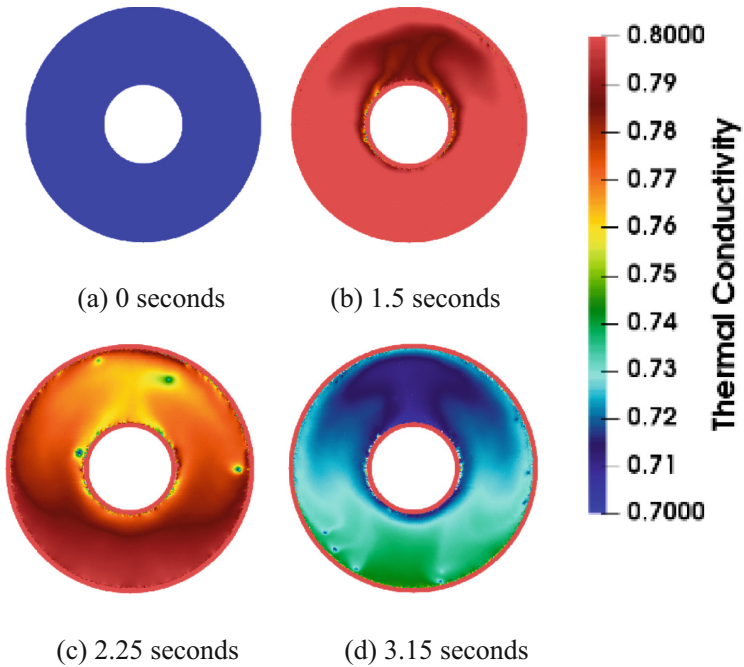 (a) 0 seconds
(b) 1.5 seconds
(c) 2.25 seconds
(d) 3.15 seconds
0.8000
0.79
0.78
0.77
0.76
0.75
0.74
0.73
0.72
0.71
0.7000
Thermal Conductivity